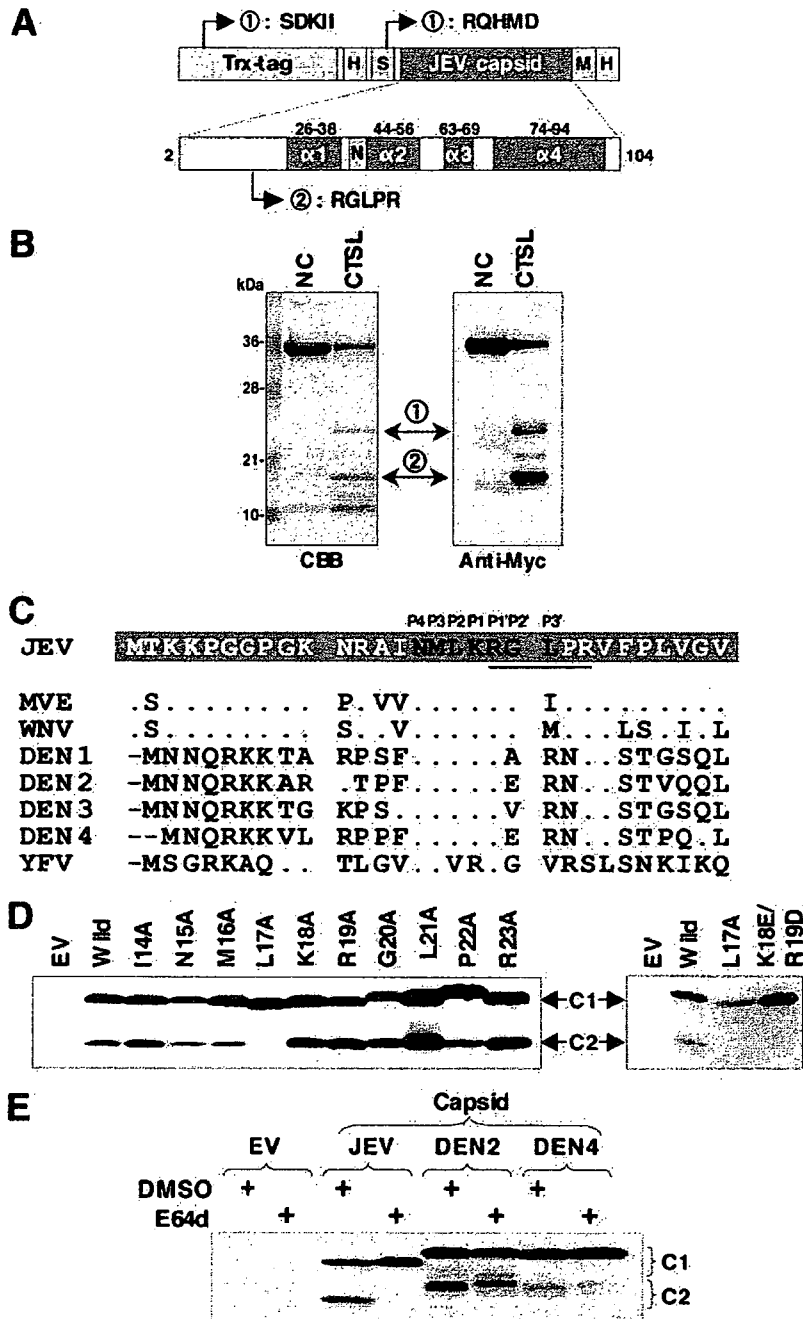 A
①: SDKII
①: RQHMD
Trx-tag H S JEV capsid M H
26-38 44-56 63-69 74-94
2 α1 N α2 α3 α4 104
②: RGLPR
B
NC CTSL NC CTSL
kDa
36-
28-
21-
10-
①
②
CBB Anti-Myc
C
P4 P3 P2 P1 P1' P2' P3'
JEV MTKKPGGPGK NRAINMLKRG LPRVFPLVGV
MVE .S........ P.VV...... I.........
WNV .S........ S..V...... M...LS.I.L
DEN1 -MNNQRKKTA RPSF.....A RN..STGSQL
DEN2 -MNNQRKKAR .TPF.....E RN..STVQQL
DEN3 -MNNQRKKTG KPS......V RN..STGSQL
DEN4 --MNQRKKVL RPPF.....E RN..STPQ.L
YFV -MSGRKAQ.. TLGV..VR.G VRSLSNKIKQ
D
EV Wild I14A N15A M16A L17A K18A R19A G20A L21A P22A R23A EV Wild L17A K18E/R19D
C1
C2
E
Capsid
EV JEV DEN2 DEN4
DMSO + + + +
E64d + + + +
C1
C2